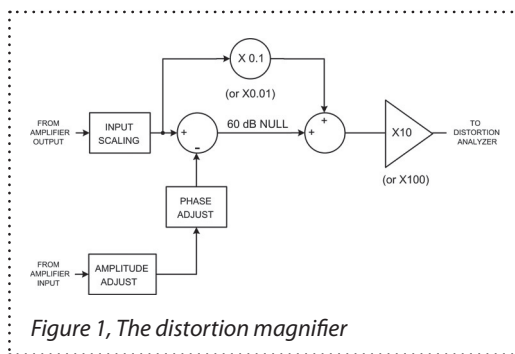 X 0.1
(or X0.01)
FROM
AMPLIFIER
OUTPUT
INPUT
SCALING
+
-
60 dB NULL
+
+
X10
(or X100)
TO
DISTORTION
ANALYZER
PHASE
ADJUST
FROM
AMPLIFIER
INPUT
AMPLITUDE
ADJUST
Figure 1, The distortion magnifier